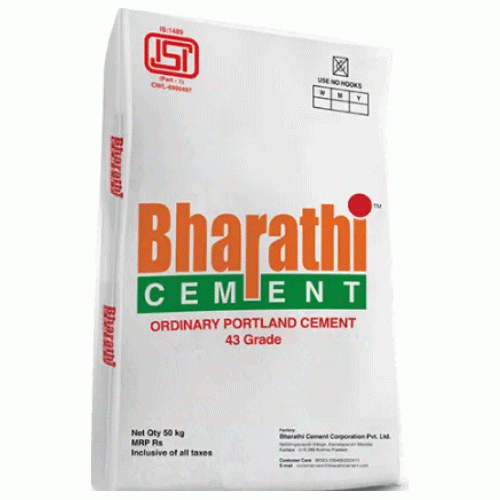 IS:1489
ISI
(Part - 1)
USE NO HOOKS
W M Y
Bharathi
Bharathi
Bharathi TM
CEMENT
ORDINARY PORTLAND CEMENT
43 Grade
Net Qty 50 kg
MRP Rs
Inclusive of all taxes
Factory:
Bharathi Cement Corporation Pvt. Ltd.
Customer Care
E-mail